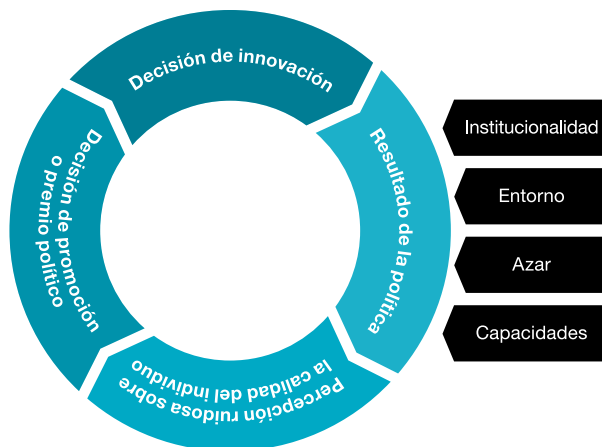 Decisión de innovación
Resultado de la política
Percepción ruidosa sobre
la calidad del individuo
Decisión de promoción
o premio político
Institucionalidad
Entorno
Azar
Capacidades